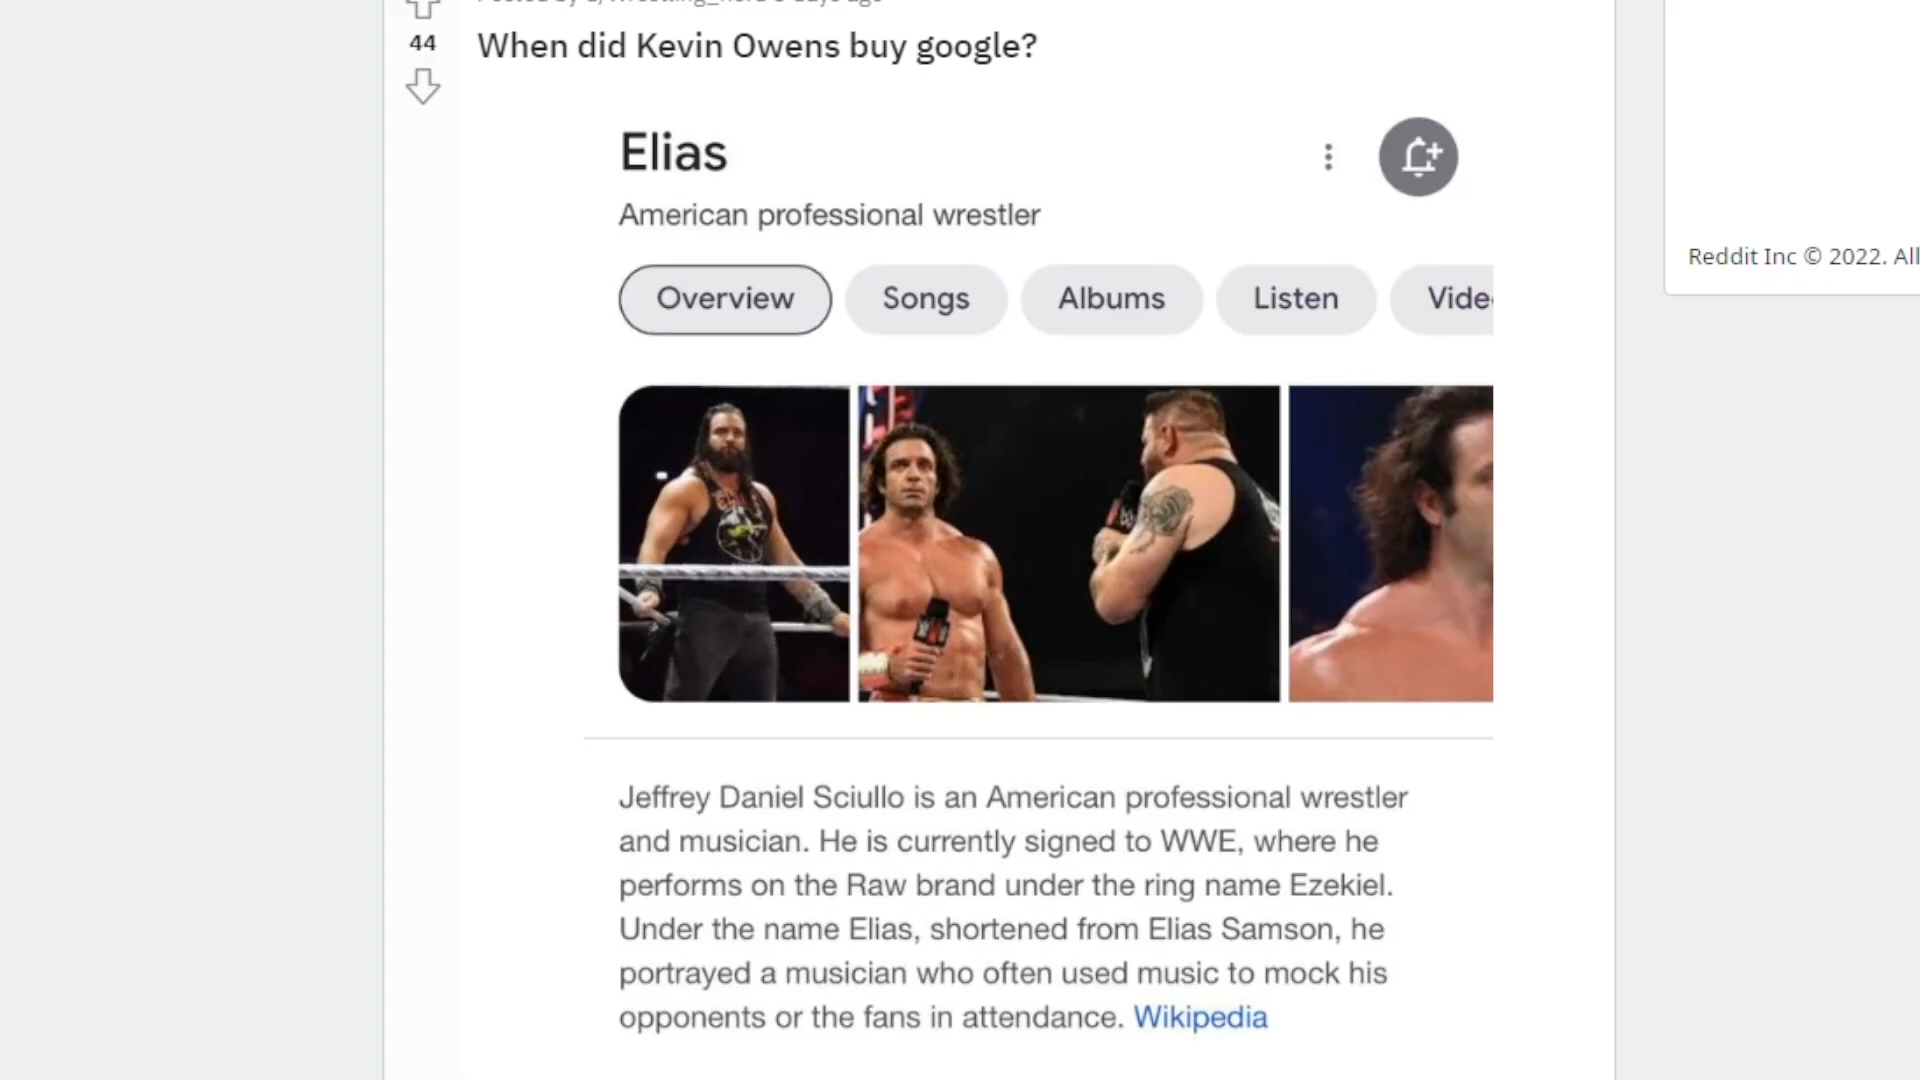 44
When did Kevin Owens buy google?
Elias
American professional wrestler
Overview
Songs
Albums
Listen
Reddit Inc © 2022. All
Jeffrey Daniel Sciullo is an American professional wrestler
and musician. He is currently signed to WWE, where he
performs on the Raw brand under the ring name Ezekiel.
Under the name Elias, shortened from Elias Samson, he
portrayed a musician who often used music to mock his
opponents or the fans in attendance. Wikipedia